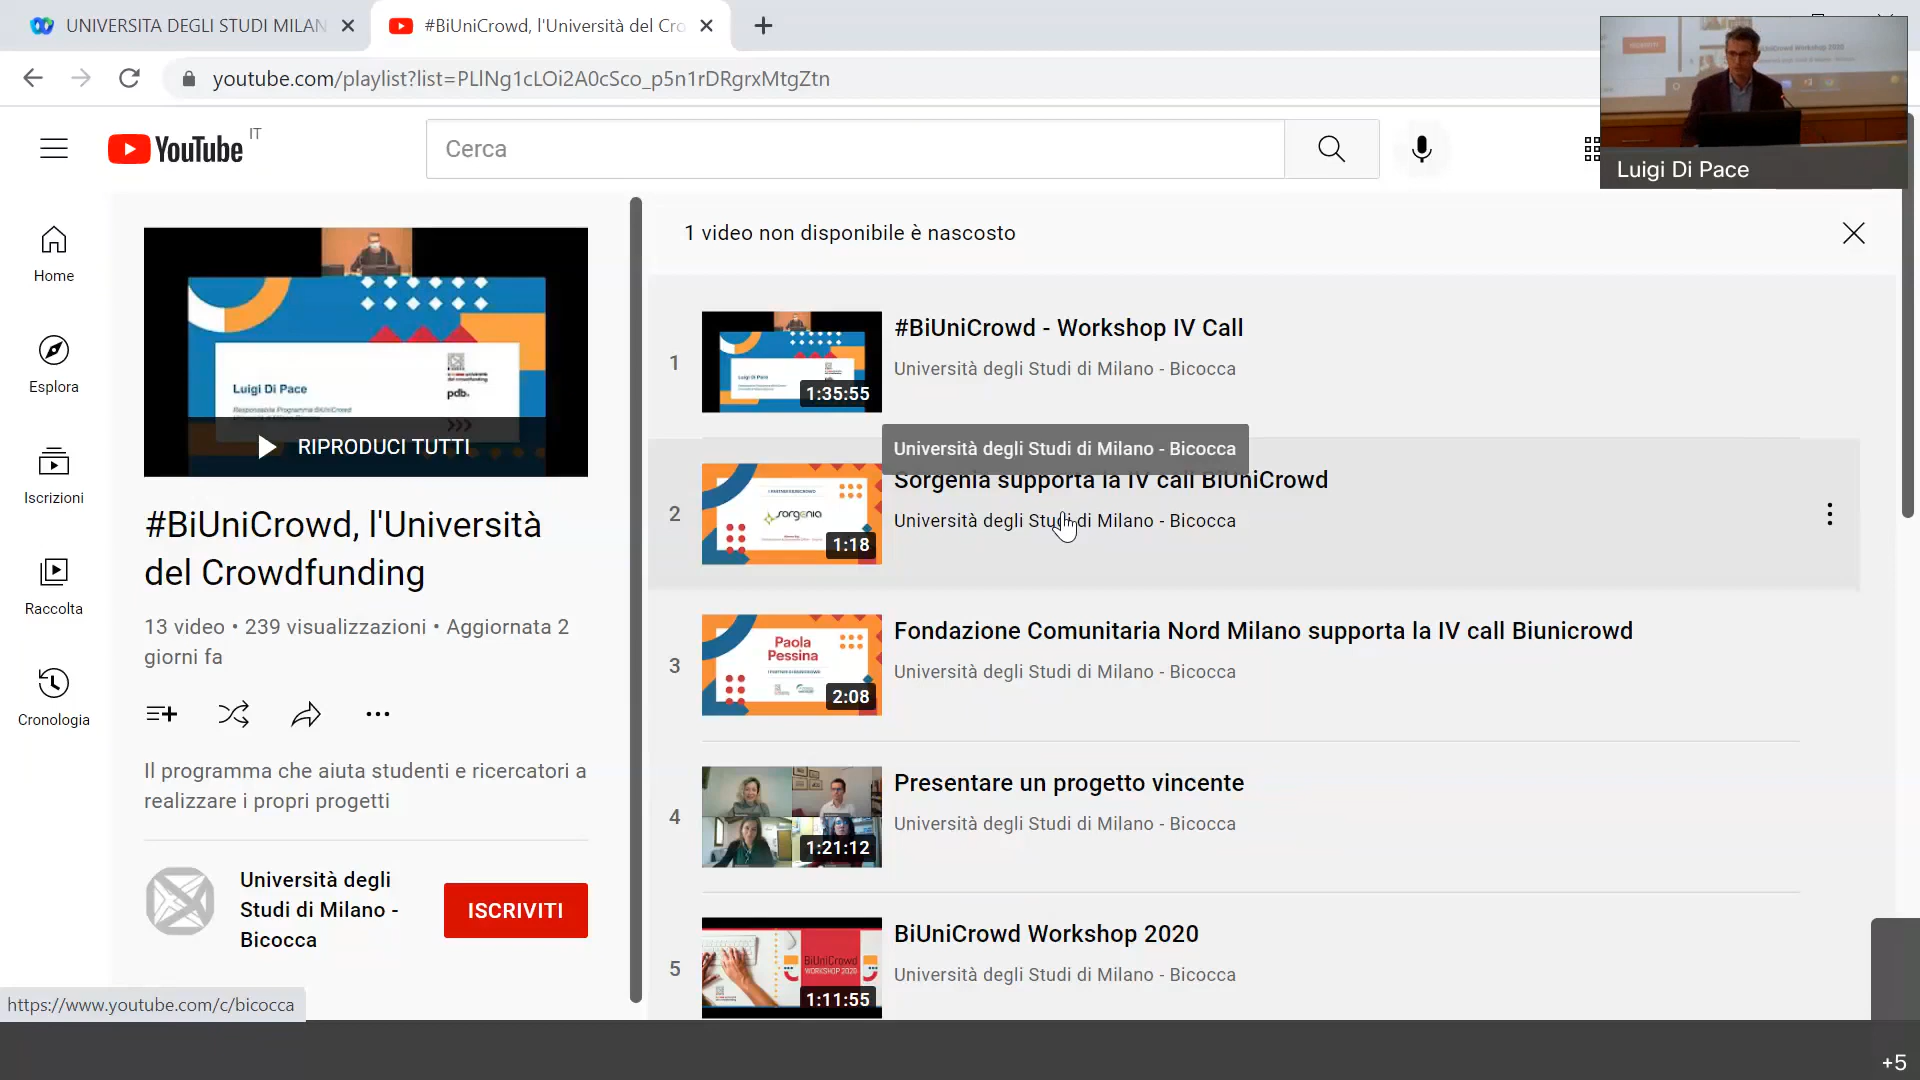 UNIVERSITA DEGLI STUDI MILAN
#BiUniCrowd, l'Università del Cro
youtube.com/playlist?list=PLlNg1cLOi2A0cSco_p5n1rDRgrxMtgZtn
YouTube IT
Cerca
Luigi Di Pace
Home
Esplora
Iscrizioni
Raccolta
Cronologia
Luigi Di Pace
Responsabile Programma BiUniCrowd
pdb.
RIPRODUCI TUTTI
#BiUniCrowd, l'Università
del Crowdfunding
13 video • 239 visualizzazioni • Aggiornata 2
giorni fa
Il programma che aiuta studenti e ricercatori a
realizzare i propri progetti
Università degli
Studi di Milano -
Bicocca
ISCRIVITI
https://www.youtube.com/c/bicocca
1 video non disponibile è nascosto
1
Luigi Di Pace
1:35:55
#BiUniCrowd - Workshop IV Call
Università degli Studi di Milano - Bicocca
Università degli Studi di Milano - Bicocca
2
sorgenia
1:18
Sorgenia supporta la IV call BiUniCrowd
Università degli Studi di Milano - Bicocca
3
Paola
Pessina
2:08
Fondazione Comunitaria Nord Milano supporta la IV call Biunicrowd
Università degli Studi di Milano - Bicocca
4
1:21:12
Presentare un progetto vincente
Università degli Studi di Milano - Bicocca
5
BiUniCrowd
WORKSHOP 2020
1:11:55
BiUniCrowd Workshop 2020
Università degli Studi di Milano - Bicocca
+5